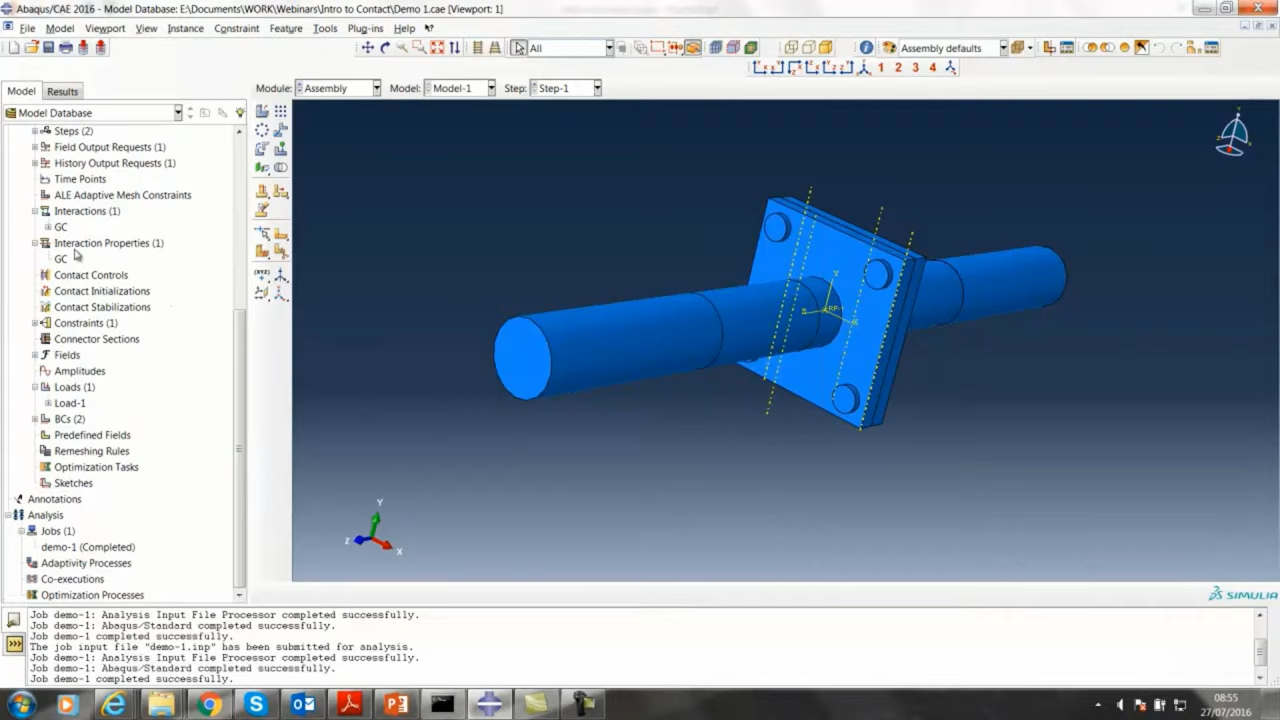 Abaqus/CAE 2016 - Model Database: E:\Documents\WORK\Webinars\Intro to Contact\Demo 1.cae [Viewport: 1]
File Model Viewport View Instance Constraint Feature Tools Plug-ins Help
All
Assembly defaults
1 2 3 4
Model Results
Module: Assembly Model: Model-1 Step: Step-1
Model Database
Steps (2)
Field Output Requests (1)
History Output Requests (1)
Time Points
ALE Adaptive Mesh Constraints
Interactions (1)
GC
Interaction Properties (1)
GC
Contact Controls
Contact Initializations
Contact Stabilizations
Constraints (1)
Connector Sections
Fields
Amplitudes
Loads (1)
Load-1
BCs (2)
Predefined Fields
Remeshing Rules
Optimization Tasks
Sketches
Annotations
Analysis
Jobs (1)
demo-1 (Completed)
Adaptivity Processes
Co-executions
Optimization Processes
Y
Z
X
SIMULIA
Job demo-1: Analysis Input File Processor completed successfully.
Job demo-1: Abaqus/Standard completed successfully.
Job demo-1 completed successfully.
The job input file "demo-1.inp" has been submitted for analysis.
Job demo-1: Analysis Input File Processor completed successfully.
Job demo-1: Abaqus/Standard completed successfully.
Job demo-1 completed successfully.
08:55
27/07/2016